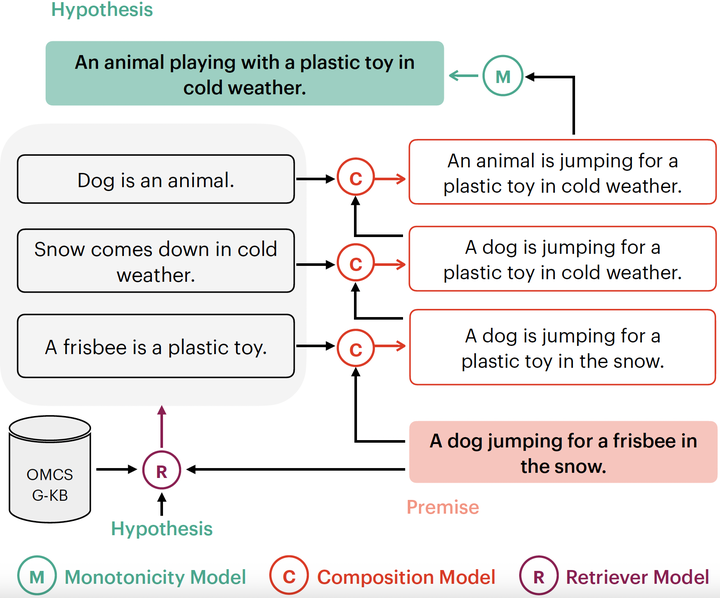 Hypothesis
An animal playing with a plastic toy in
cold weather.
M
Dog is an animal.
C
An animal is jumping for a
plastic toy in cold weather.
Snow comes down in cold
weather.
C
A dog is jumping for a
plastic toy in cold weather.
A frisbee is a plastic toy.
C
A dog is jumping for a
plastic toy in the snow.
A dog jumping for a frisbee in
the snow.
Premise
OMCS
G-KB
R
Hypothesis
M Monotonicity Model
C Composition Model
R Retriever Model